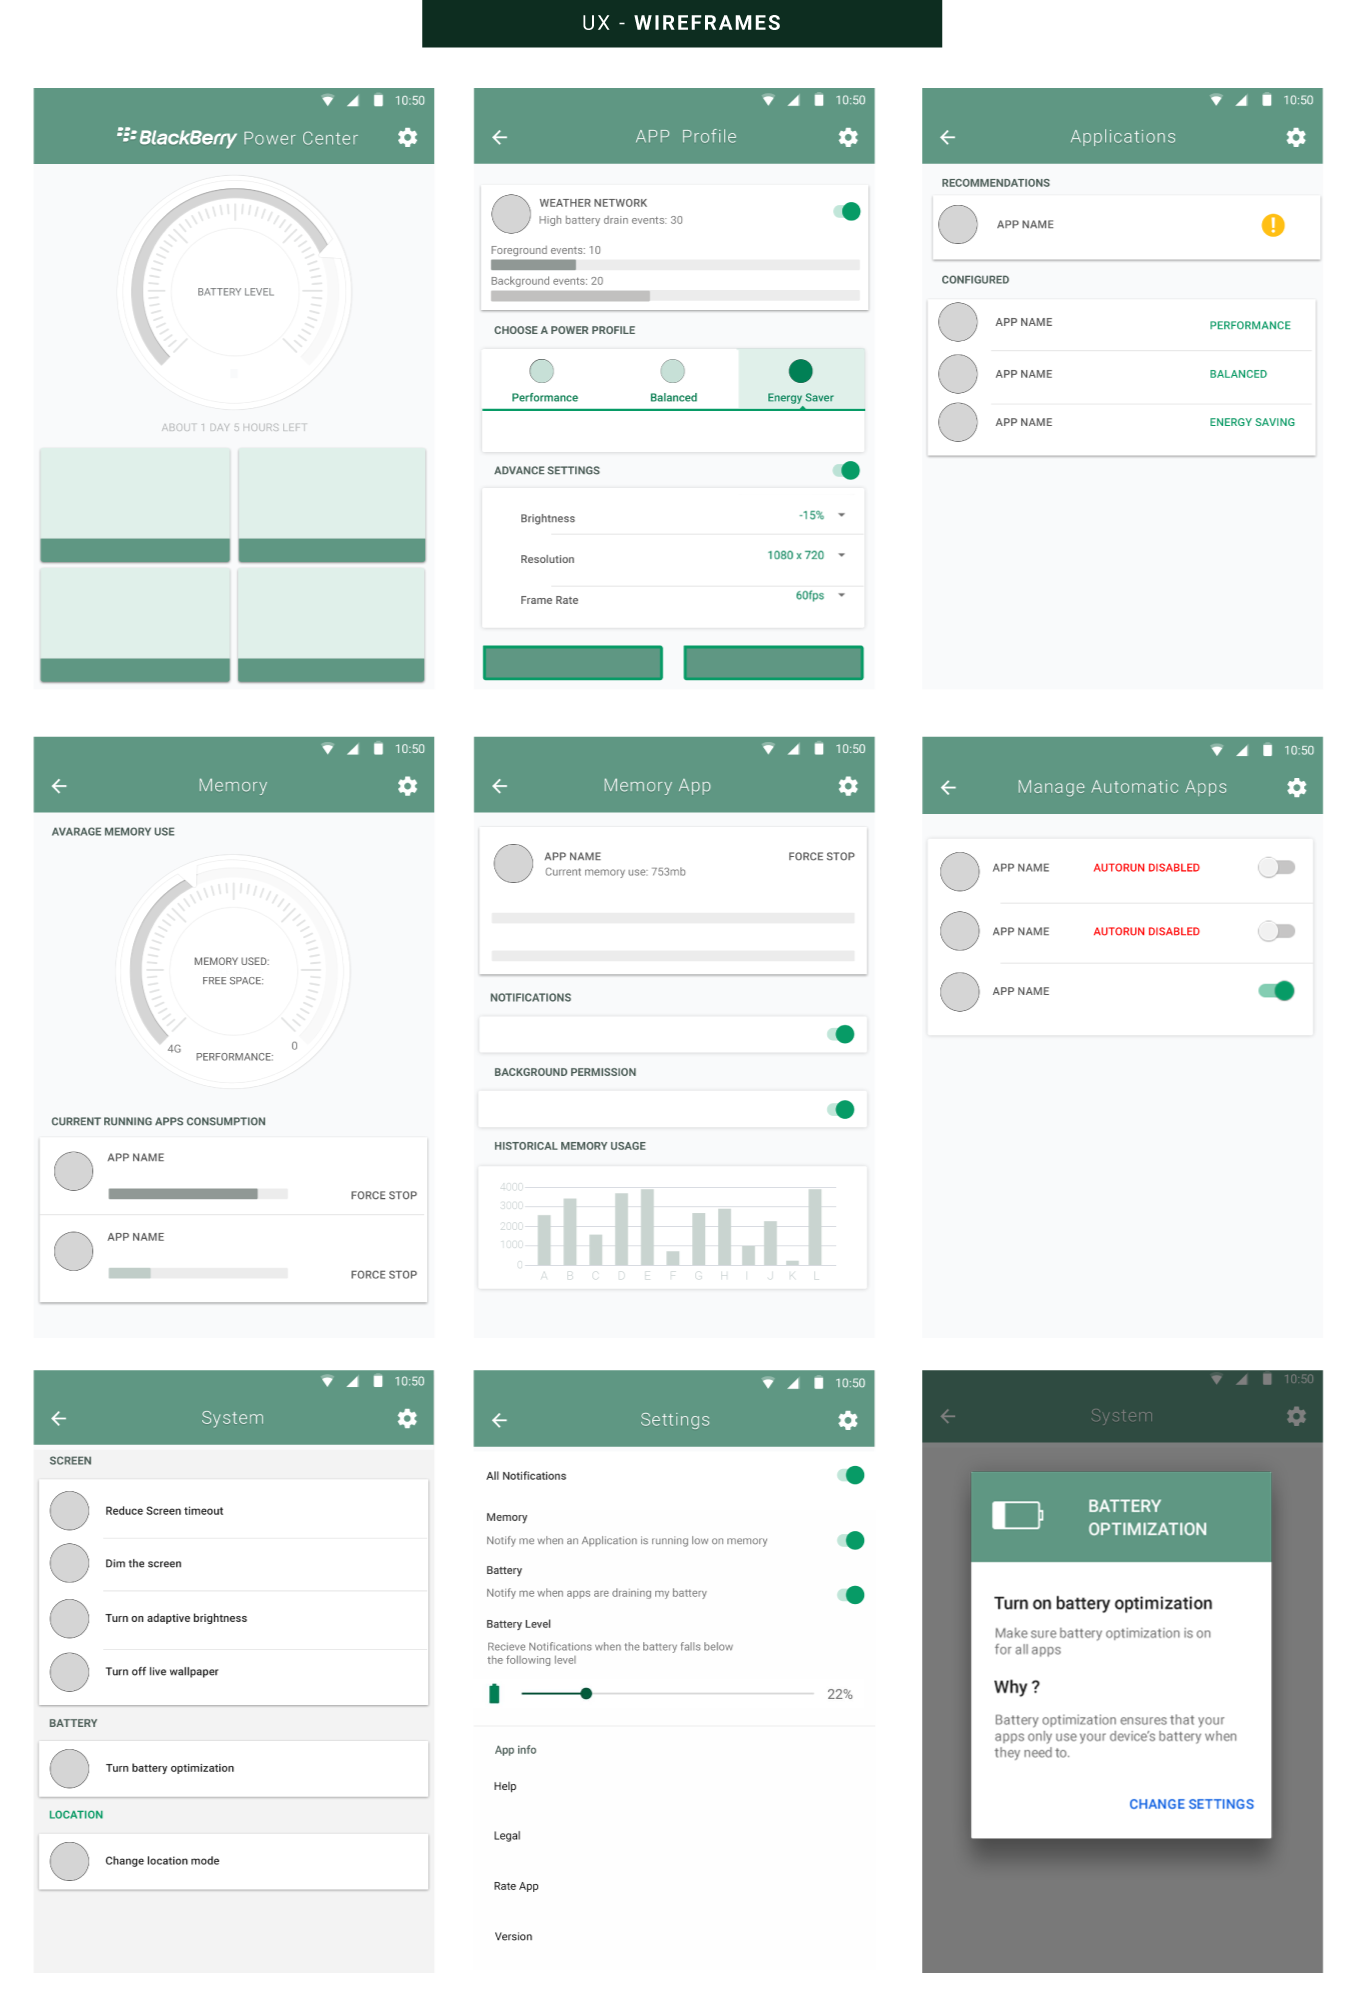 UX - WIREFRAMES
10:50
BlackBerry Power Center
BATTERY LEVEL
ABOUT 1 DAY 5 HOURS LEFT
10:50
APP Profile
WEATHER NETWORK
High battery drain events: 30
Foreground events: 10
Background events: 20
CHOOSE A POWER PROFILE
Performance
Balanced
Energy Saver
ADVANCE SETTINGS
Brightness -15%
Resolution 1080 x 720
Frame Rate 60fps
10:50
Applications
RECOMMENDATIONS
APP NAME
CONFIGURED
APP NAME PERFORMANCE
APP NAME BALANCED
APP NAME ENERGY SAVING
10:50
Memory
AVARAGE MEMORY USE
MEMORY USED:
FREE SPACE:
4G 0
PERFORMANCE:
CURRENT RUNNING APPS CONSUMPTION
APP NAME
FORCE STOP
APP NAME
FORCE STOP
10:50
Memory App
APP NAME FORCE STOP
Current memory use: 753mb
NOTIFICATIONS
BACKGROUND PERMISSION
HISTORICAL MEMORY USAGE
4000
3000
2000
1000
0
A B C D E F G H I J K L
10:50
Manage Automatic Apps
APP NAME AUTORUN DISABLED
APP NAME AUTORUN DISABLED
APP NAME
10:50
System
SCREEN
Reduce Screen timeout
Dim the screen
Turn on adaptive brightness
Turn off live wallpaper
BATTERY
Turn battery optimization
LOCATION
Change location mode
10:50
Settings
All Notifications
Memory
Notify me when an Application is running low on memory
Battery
Notify me when apps are draining my battery
Battery Level
Recieve Notifications when the battery falls below
the following level
22%
App info
Help
Legal
Rate App
Version
10:50
System
BATTERY
OPTIMIZATION
Turn on battery optimization
Make sure battery optimization is on
for all apps
Why ?
Battery optimization ensures that your
apps only use your device's battery when
they need to.
CHANGE SETTINGS